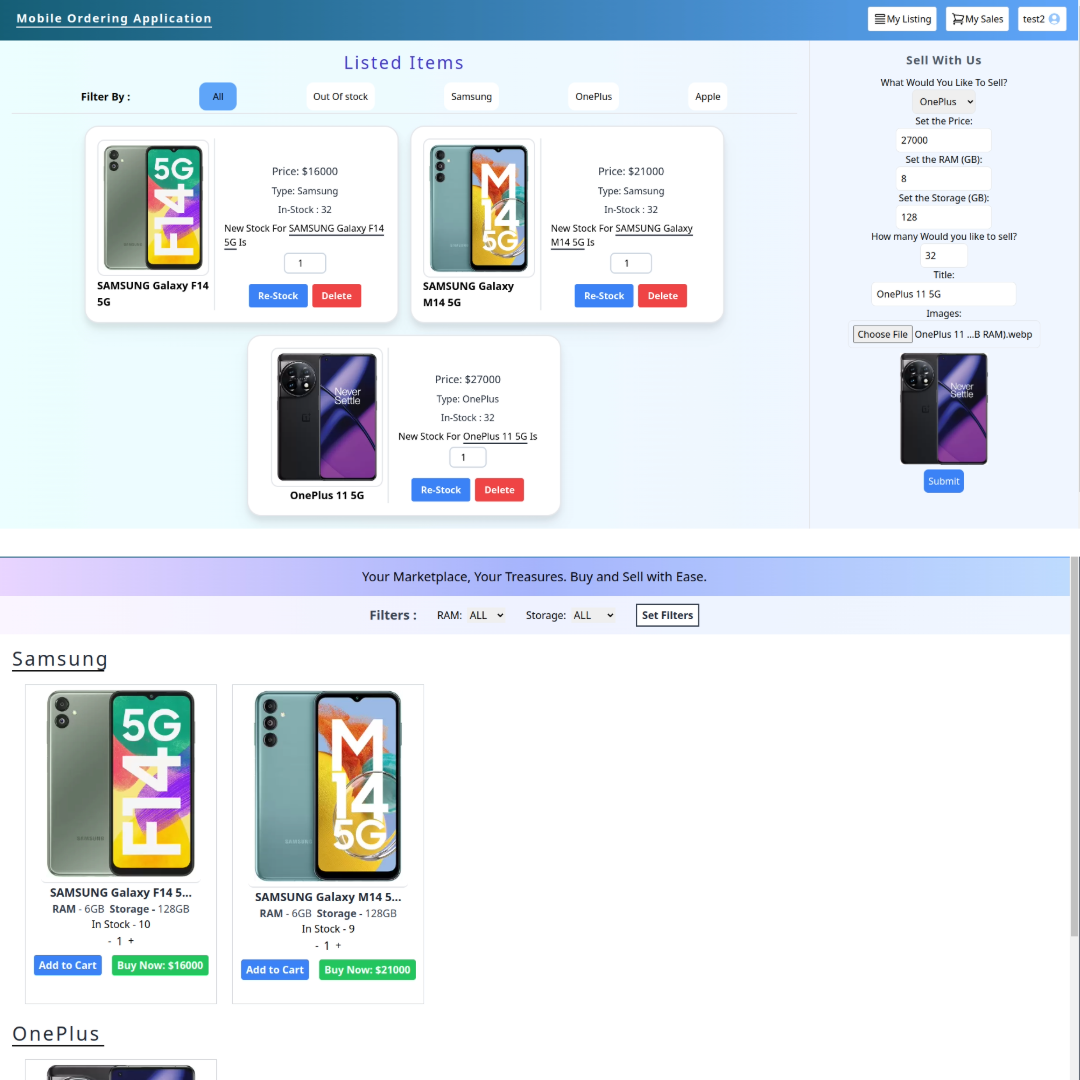 Mobile Ordering Application
My Listing
My Sales
test2
Listed Items
Filter By :
All
Out Of stock
Samsung
OnePlus
Apple
5G
F14
SAMSUNG
SAMSUNG Galaxy F14
5G
Price: $16000
Type: Samsung
In-Stock : 32
New Stock For SAMSUNG Galaxy F14
5G Is
1
Re-Stock
Delete
M
14
5G
SAMSUNG Galaxy
M14 5G
Price: $21000
Type: Samsung
In-Stock : 32
New Stock For SAMSUNG Galaxy
M14 5G Is
1
Re-Stock
Delete
Never
Settle
OnePlus 11 5G
Price: $27000
Type: OnePlus
In-Stock : 32
New Stock For OnePlus 11 5G Is
1
Re-Stock
Delete
Sell With Us
What Would You Like To Sell?
OnePlus
Set the Price:
27000
Set the RAM (GB):
8
Set the Storage (GB):
128
How many Would you like to sell?
32
Title:
OnePlus 11 5G
Images:
Choose File OnePlus 11 ...B RAM).webp
Never
Settle
Submit
Your Marketplace, Your Treasures. Buy and Sell with Ease.
Filters :
RAM: ALL
Storage: ALL
Set Filters
Samsung
5G
F14
SAMSUNG
SAMSUNG Galaxy F14 5...
RAM - 6GB Storage - 128GB
In Stock - 10
- 1 +
Add to Cart
Buy Now: $16000
M
14
5G
SAMSUNG
SAMSUNG Galaxy M14 5...
RAM - 6GB Storage - 128GB
In Stock - 9
- 1 +
Add to Cart
Buy Now: $21000
OnePlus